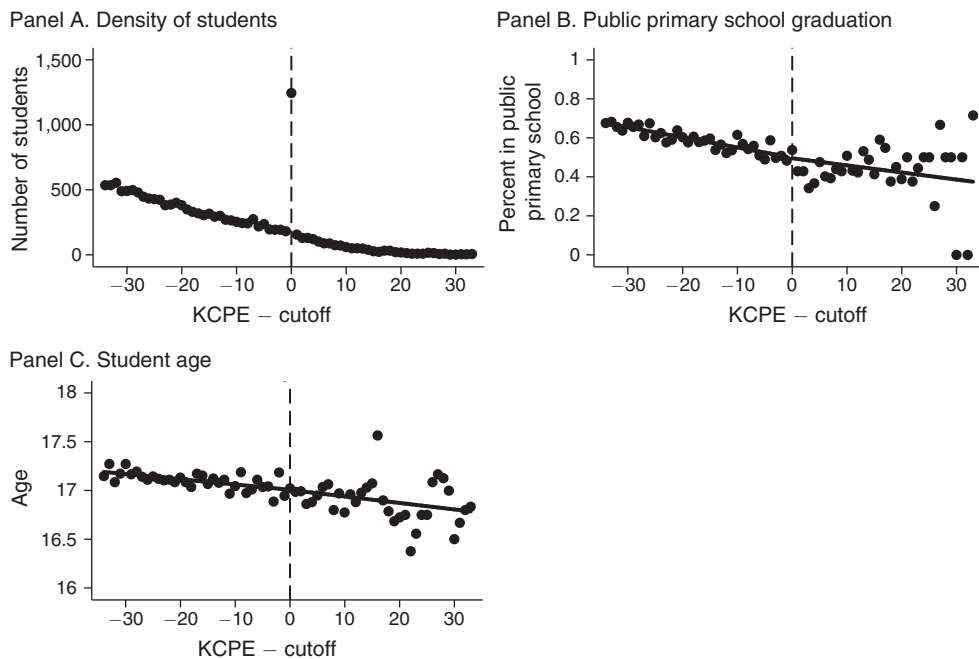 Panel A. Density of students
Number of students
1,500
1,000
500
0
−30 −20 −10 0 10 20 30
KCPE − cutoff
Panel B. Public primary school graduation
Percent in public
primary school
1
0.8
0.6
0.4
0.2
0
−30 −20 −10 0 10 20 30
KCPE − cutoff
Panel C. Student age
Age
18
17.5
17
16.5
16
−30 −20 −10 0 10 20 30
KCPE − cutoff